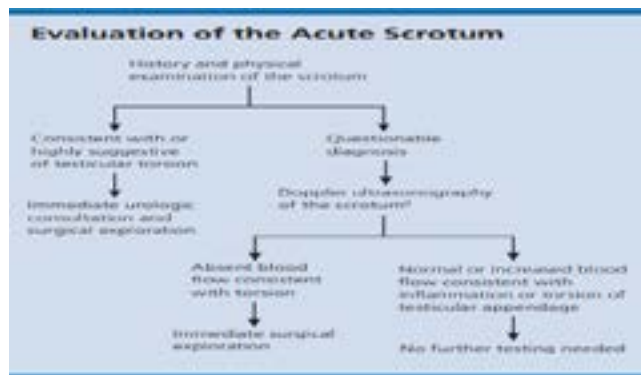 Evaluation of the Acute Scrotum
History and physical
examination of the scrotum
Consistent with or
highly suggestive
of testicular torsion
Questionable
diagnosis
Immediate urologic
consultation and
surgical exploration
Doppler ultrasonography
of the scrotum
Absent blood
flow consistent
with torsion
Normal or increased blood
flow consistent with
inflammation or torsion of
testicular appendage
Immediate surgical
exploration
No further testing needed